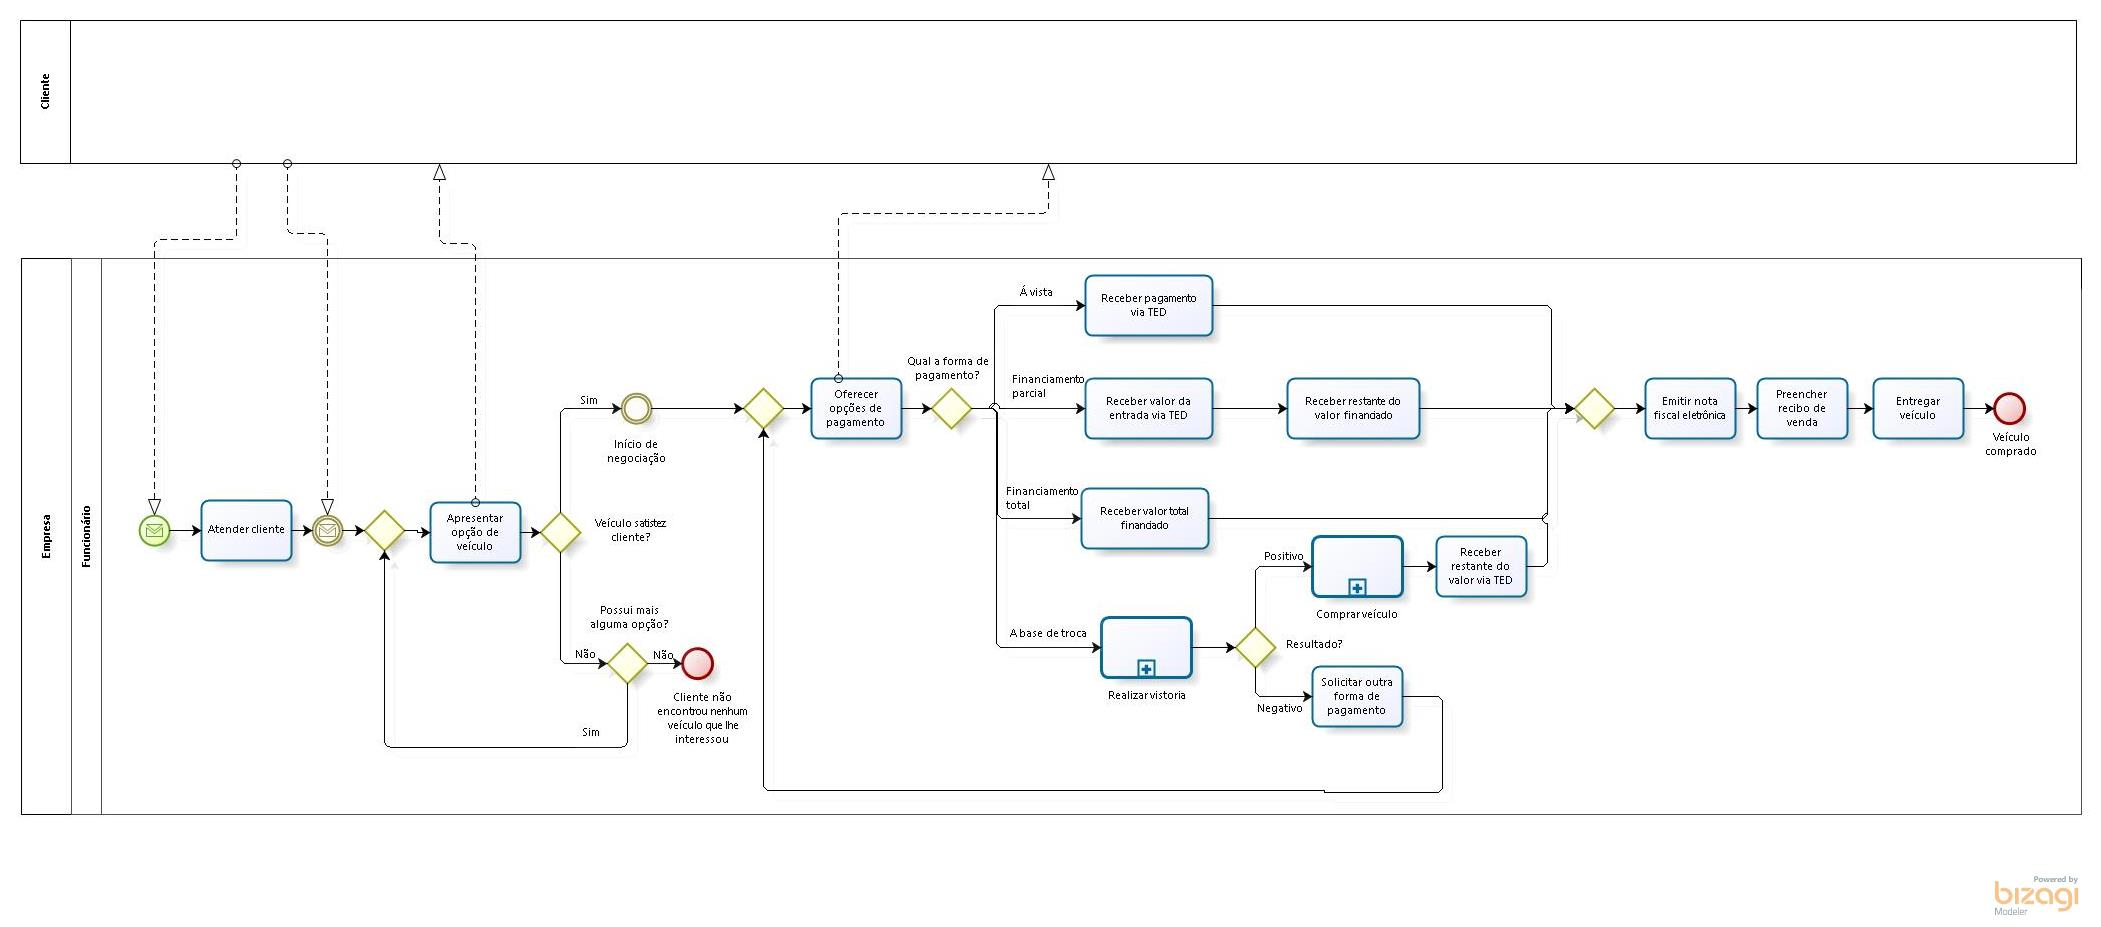 Cliente
Empresa
Funcionário
Atender cliente
Apresentar
opção de
veículo
Veículo satistez
cliente?
Sim
Início de
negociação
Não
Possui mais
alguma opção?
Não
Cliente não
encontrou nenhum
veículo que lhe
interessou
Sim
Oferecer
opções de
pagamento
Qual a forma de
pagamento?
Á vista
Receber pagamento
via TED
Financiamento
parcial
Receber valor da
entrada via TED
Receber restante do
valor financiado
Financiamento
total
Receber valor total
financiado
A base de troca
Realizar vistoria
Resultado?
Positivo
Comprar veículo
Receber
restante do
valor via TED
Negativo
Solicitar outra
forma de
pagamento
Emitir nota
fiscal eletrônica
Preencher
recibo de
venda
Entregar
veículo
Veículo
comprado
Powered by
bizagi
Modeler